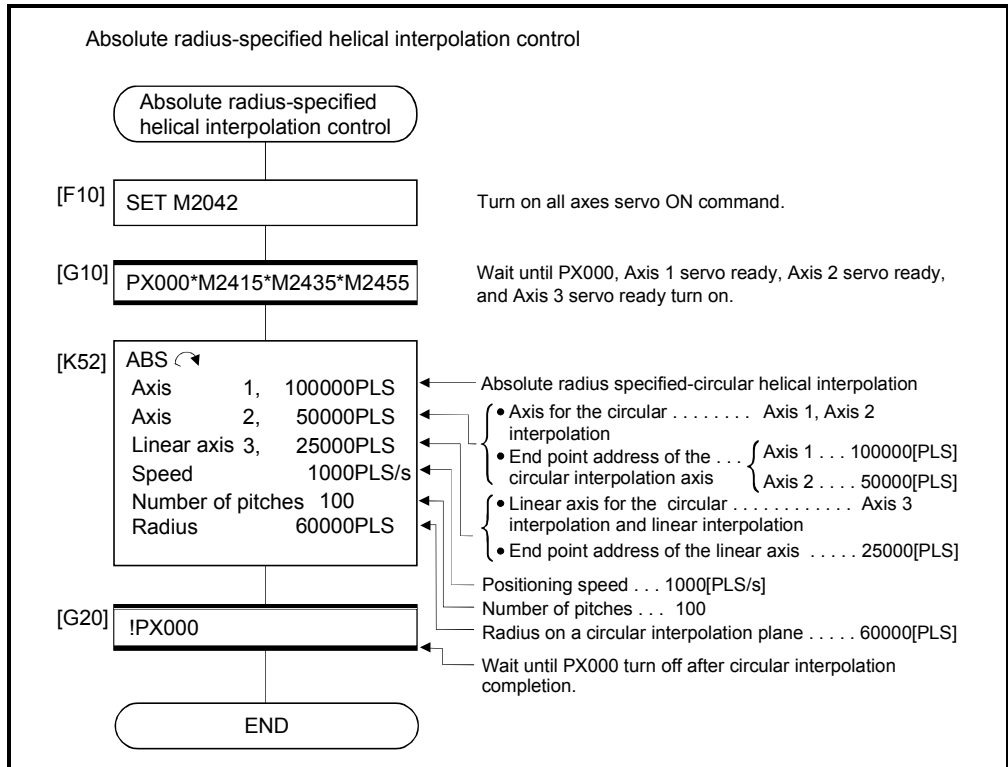 Absolute radius-specified helical interpolation control
Absolute radius-specified
helical interpolation control
[F10]
SET M2042
Turn on all axes servo ON command.
[G10]
PX000*M2415*M2435*M2455
Wait until PX000, Axis 1 servo ready, Axis 2 servo ready,
and Axis 3 servo ready turn on.
[K52]
ABS
Axis 1, 100000PLS
Axis 2, 50000PLS
Linear axis 3, 25000PLS
Speed 1000PLS/s
Number of pitches 100
Radius 60000PLS
Absolute radius specified-circular helical interpolation
• Axis for the circular . . . . . . . . Axis 1, Axis 2
interpolation
• End point address of the . . .
circular interpolation axis
Axis 1 . . . 100000[PLS]
Axis 2 . . . . 50000[PLS]
• Linear axis for the circular . . . . . . . . . . . . Axis 3
interpolation and linear interpolation
• End point address of the linear axis . . . . . 25000[PLS]
Positioning speed . . . 1000[PLS/s]
Number of pitches . . . 100
Radius on a circular interpolation plane . . . . . 60000[PLS]
[G20]
!PX000
Wait until PX000 turn off after circular interpolation
completion.
END